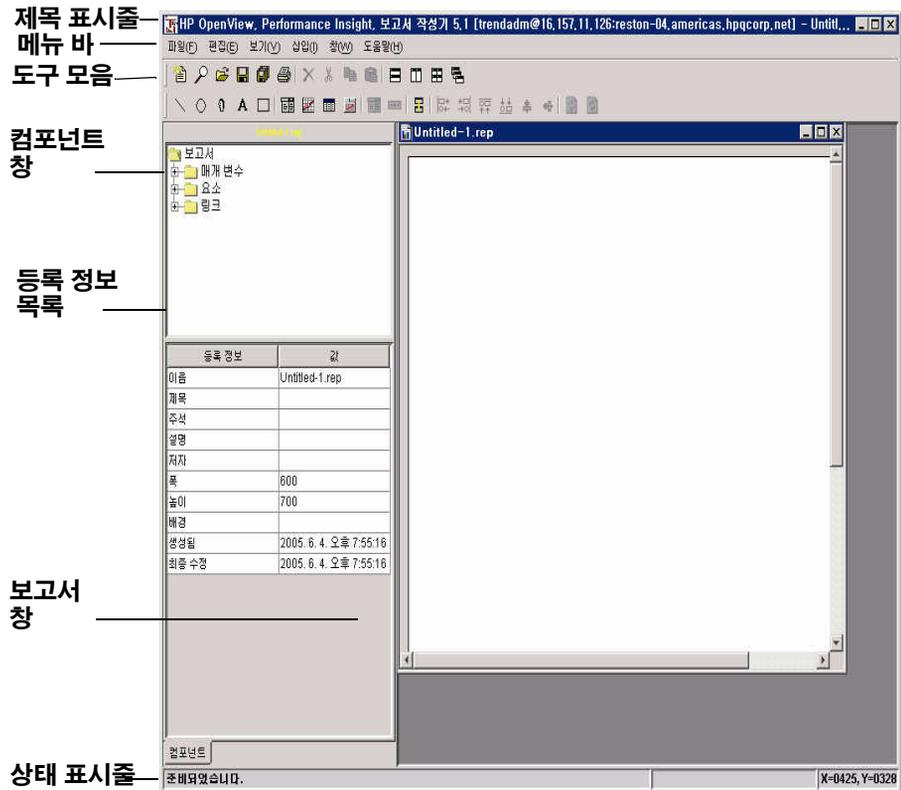 제목 표시줄
HP OpenView, Performance Insight, 보고서 작성기 5,1 [trendadm@16,157,11,126:reston-04,americas,hpqcorp,net] - Untitl,,,
메뉴 바
파일(F) 편집(E) 보기(V) 삽입(I) 창(W) 도움말(H)
도구 모음
컴포넌트
창
Untitled-1.rep
보고서
매개 변수
요소
링크
Untitled-1.rep
등록 정보
목록
등록 정보 값
이름 Untitled-1.rep
제목
주석
설명
저자
폭 600
높이 700
배경
생성됨 2005. 6. 4. 오후 7:55:16
최종 수정 2005. 6. 4. 오후 7:55:16
보고서
창
컴포넌트
상태 표시줄
준비되었습니다.
X=0425, Y=0328